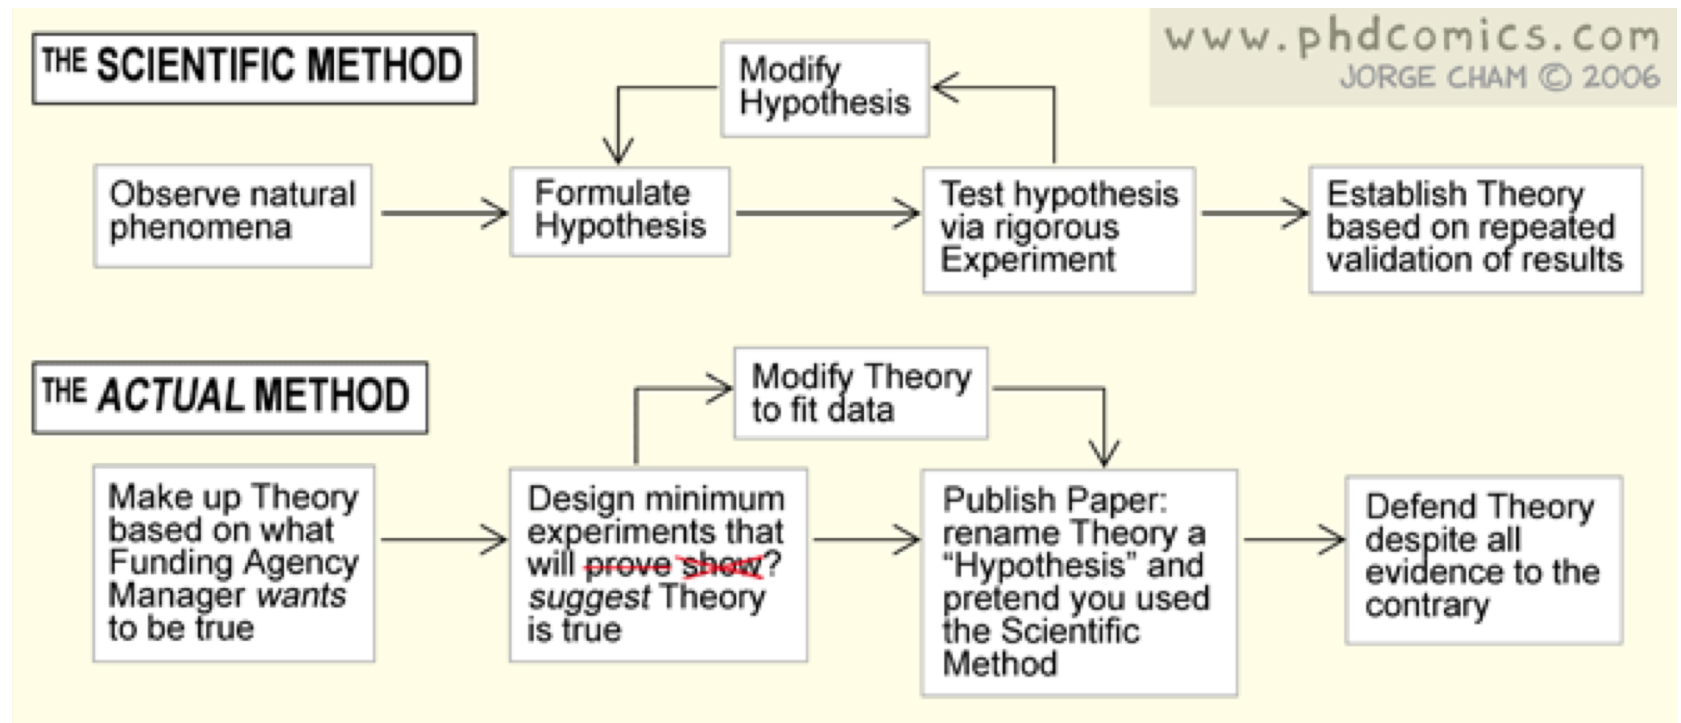 www.phdcomics.com
JORGE CHAM © 2006
THE SCIENTIFIC METHOD
Modify
Hypothesis
Observe natural
phenomena
Formulate
Hypothesis
Test hypothesis
via rigorous
Experiment
Establish Theory
based on repeated
validation of results
THE ACTUAL METHOD
Modify Theory
to fit data
Make up Theory
based on what
Funding Agency
Manager wants
to be true
Design minimum
experiments that
will prove show?
suggest Theory
is true
Publish Paper:
rename Theory a
“Hypothesis” and
pretend you used
the Scientific
Method
Defend Theory
despite all
evidence to the
contrary